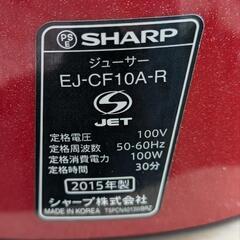 PS
E
SHARP
ジューサー
EJ-CF10A-R
S
JET
定格電圧 100V
定格周波数 50-60Hz
定格消費電力 100W
定格時間 30分
2015年製
シャープ株式会社
MADE IN KOREA